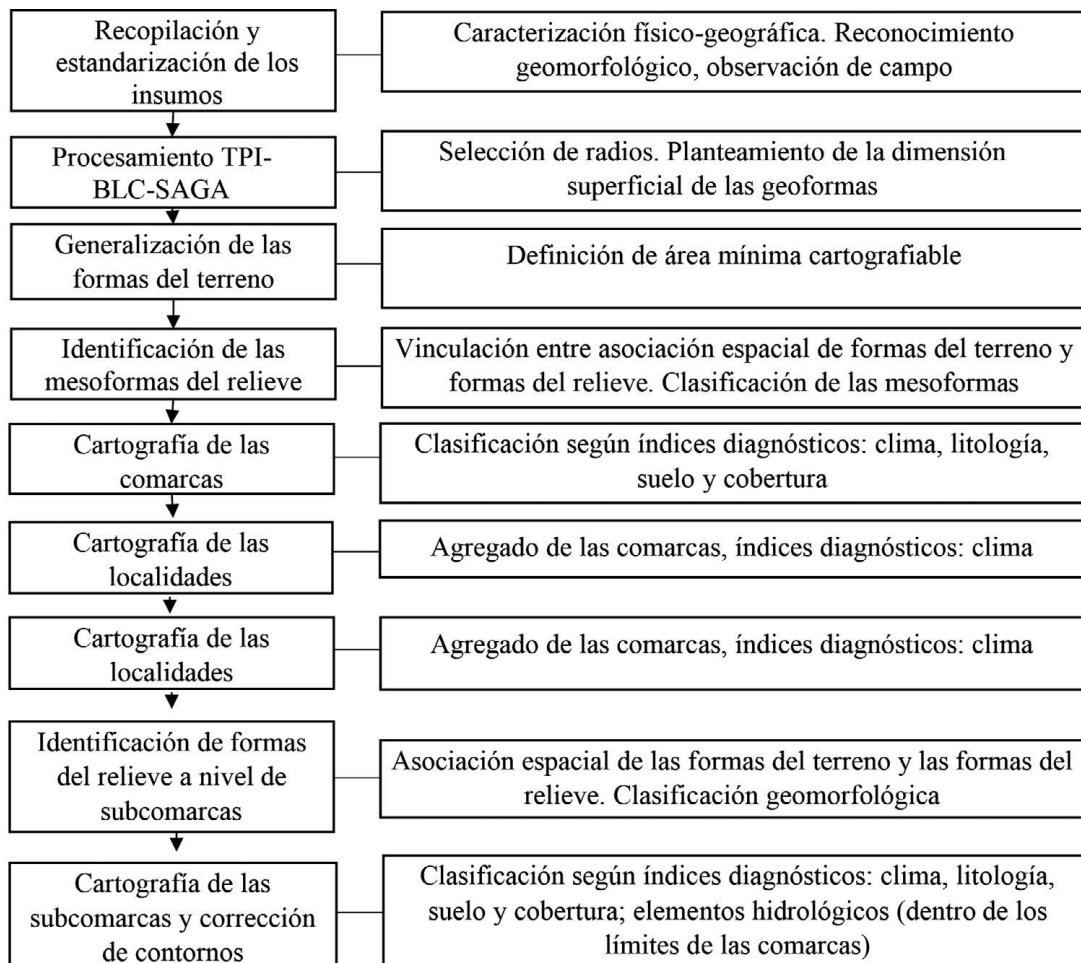 Recopilación y
estandarización de los
insumos
Caracterización físico-geográfica. Reconocimiento
geomorfológico, observación de campo
Procesamiento TPI-
BLC-SAGA
Selección de radios. Planteamiento de la dimensión
superficial de las geoformas
Generalización de las
formas del terreno
Definición de área mínima cartografiable
Identificación de las
mesoformas del relieve
Vinculación entre asociación espacial de formas del terreno y
formas del relieve. Clasificación de las mesoformas
Cartografía de las
comarcas
Clasificación según índices diagnósticos: clima, litología,
suelo y cobertura
Cartografía de las
localidades
Agregado de las comarcas, índices diagnósticos: clima
Cartografía de las
localidades
Agregado de las comarcas, índices diagnósticos: clima
Identificación de formas
del relieve a nivel de
subcomarcas
Asociación espacial de las formas del terreno y las formas del
relieve. Clasificación geomorfológica
Cartografía de las
subcomarcas y corrección
de contornos
Clasificación según índices diagnósticos: clima, litología,
suelo y cobertura; elementos hidrológicos (dentro de los
límites de las comarcas)